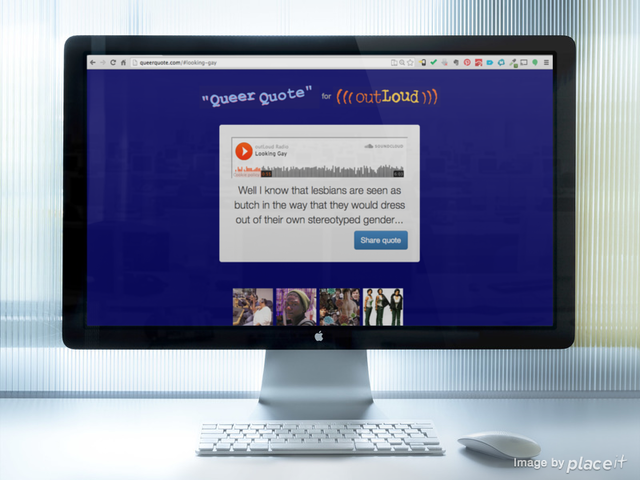 queerquote.com/#looking-gay
"Queer Quote" for (((outLoud)))
outLoud Radio
Looking Gay
SOUNDCLOUD
Well I know that lesbians are seen as
butch in the way that they would dress
out of their own stereotyped gender...
Share quote
Image by placeit